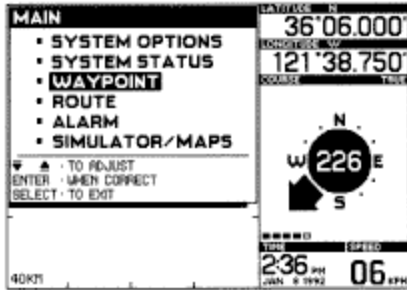 MAIN
▪ SYSTEM OPTIONS
▪ SYSTEM STATUS
▪ WAYPOINT
▪ ROUTE
▪ ALARM
▪ SIMULATOR/MAPS
▼ ▲ · TO ADJUST
ENTER · WHEN CORRECT
SELECT · TO EXIT
40KM
LATITUDE N
36°06.000'
LONGITUDE W
121°38.750'
COURSE TRUE
N
W 226 E
S
TIME SPEED
2:36 PM
JAN 8 1992
06 KPH